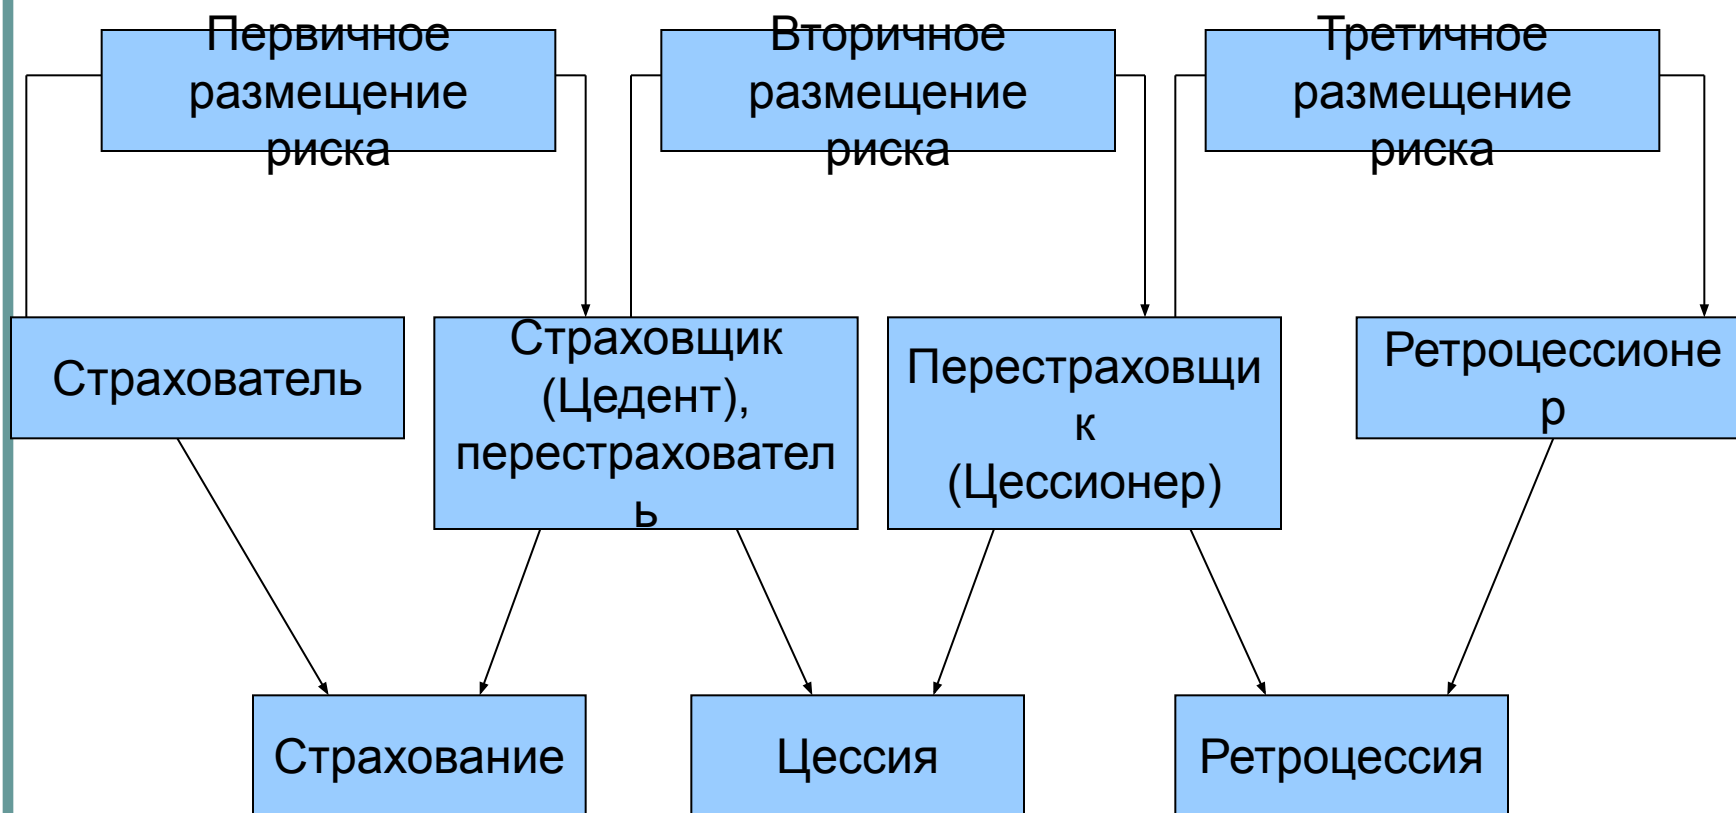 Первичное
размещение
риска
Вторичное
размещение
риска
Третичное
размещение
риска
Страхователь
Страховщик
(Цедент),
перестраховател
ь
Перестраховщи
к
(Цессионер)
Ретроцессионе
р
Страхование
Цессия
Ретроцессия